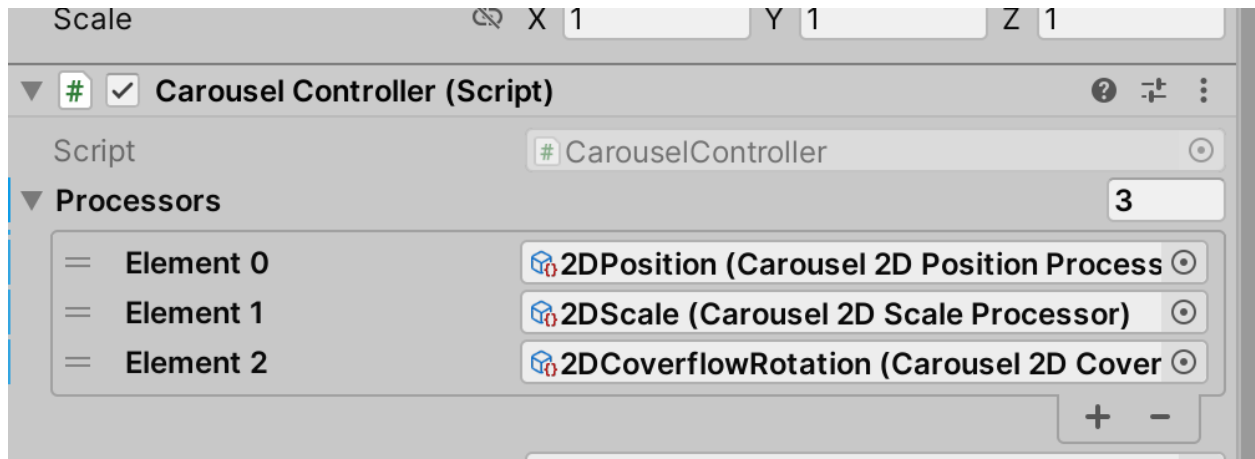 Scale X 1 Y 1 Z 1
# Carousel Controller (Script)
Script # CarouselController
Processors 3
Element 0 2DPosition (Carousel 2D Position Process
Element 1 2DScale (Carousel 2D Scale Processor)
Element 2 2DCoverflowRotation (Carousel 2D Cover